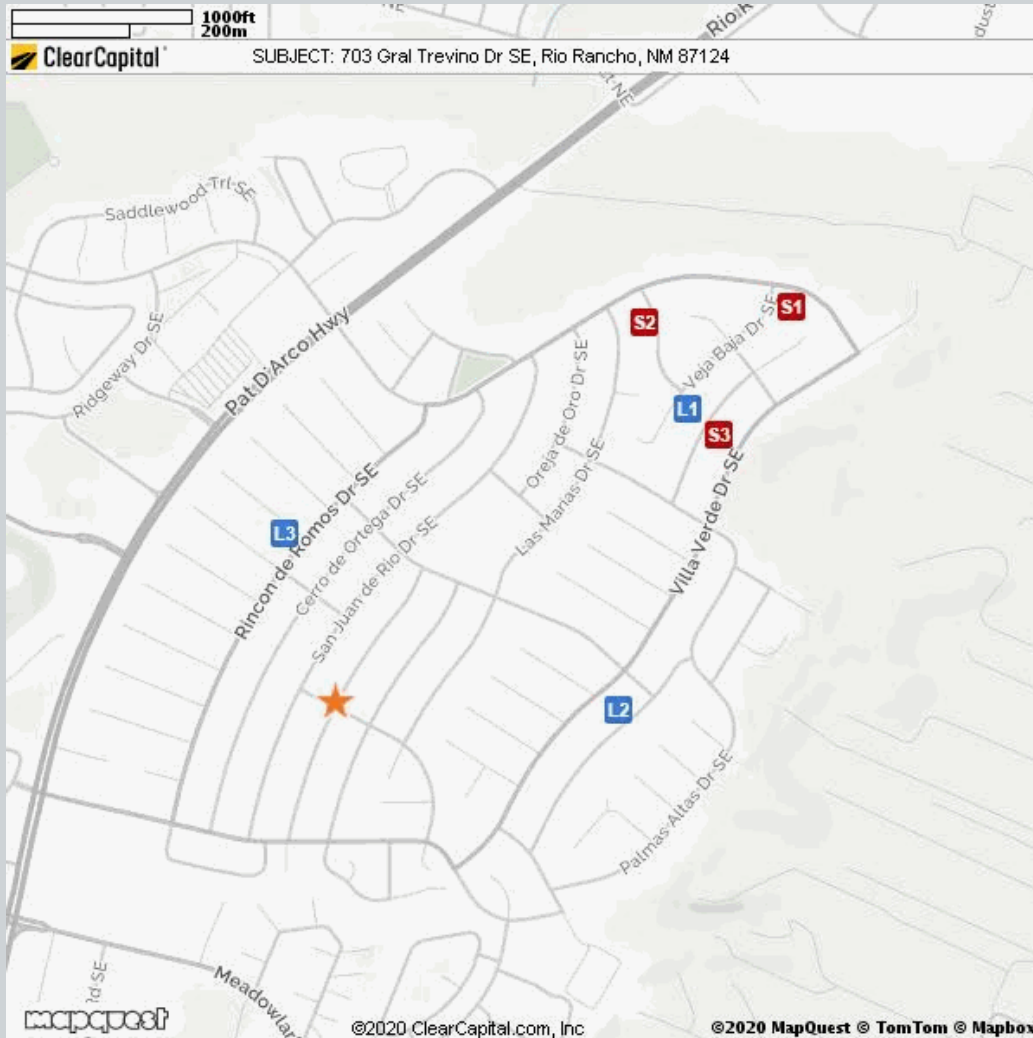 1000ft
200m
ClearCapital
SUBJECT: 703 Gral Trevino Dr SE, Rio Rancho, NM 87124
NE
Saddlewood Trl SE
Ridgeway Dr SE
Pat D'Arco Hwy
S2
S1
Veja Baja Dr SE
L1
S3
Oreja de Oro Dr SE
Las Marias Dr SE
Rincon de Romos Dr SE
L3
Cerro de Ortega Dr SE
San Juan de Rio Dr SE
Villa Verde Dr SE
L2
Palmas Altas Dr SE
mapquest
©2020 ClearCapital.com, Inc
©2020 MapQuest © TomTom © Mapbox